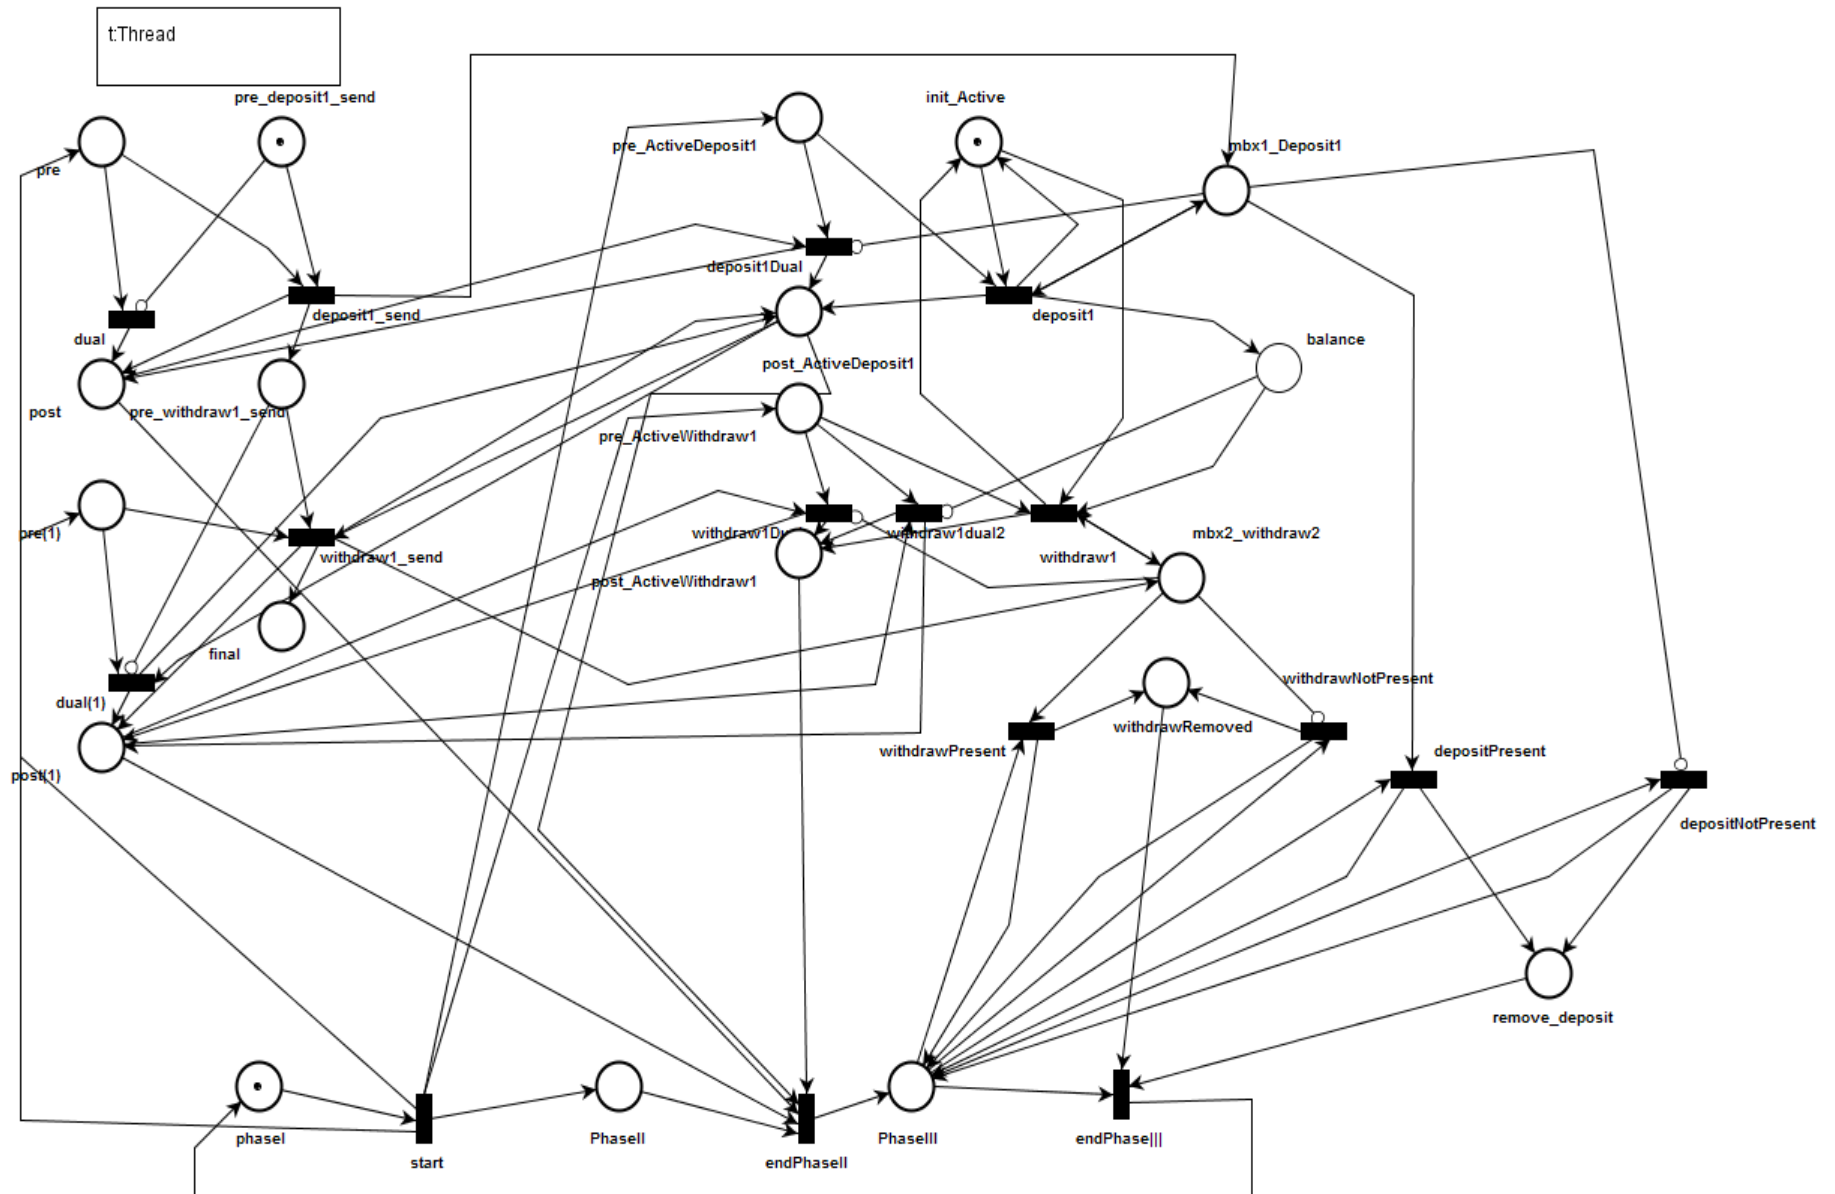 t:Thread
pre_deposit1_send
init_Active
pre_ActiveDeposit1
mbx1_Deposit1
pre
deposit1Dual
deposit1_send
deposit1
dual
balance
post_ActiveDeposit1
post
pre_withdraw1_send
pre_ActiveWithdraw1
pre(1)
withdraw1Du
withdraw1dual2
mbx2_withdraw2
withdraw1_send
withdraw1
post_ActiveWithdraw1
final
withdrawNotPresent
dual(1)
withdrawRemoved
withdrawPresent
depositPresent
post(1)
depositNotPresent
remove_deposit
phaseI
PhaseII
PhaseIII
endPhase|||
start
endPhaseII